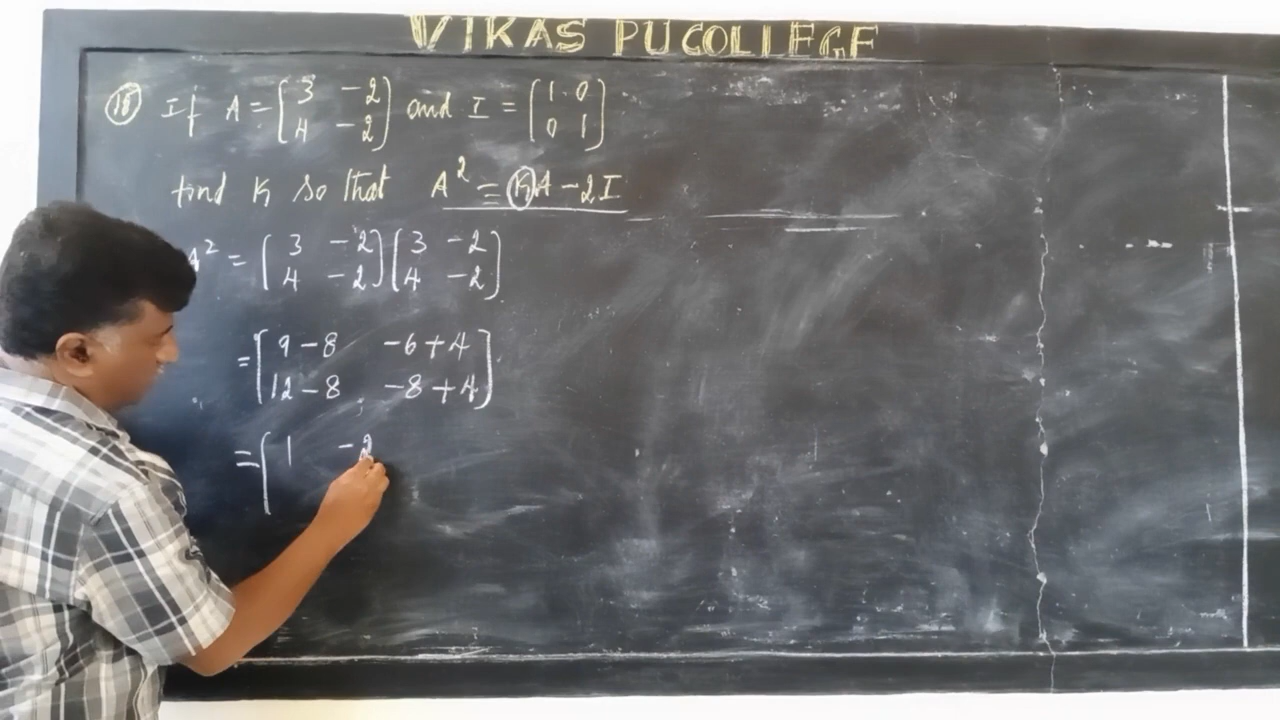 VIKAS PU COLLEGE
(18) If A = [3 -2
4 -2] and I = [1 0
0 1]
find K so that A² = KA - 2I
A² = [3 -2
4 -2] [3 -2
4 -2]
= [9 - 8 -6 + 4
12 - 8, -8 + 4]
= [1 -2